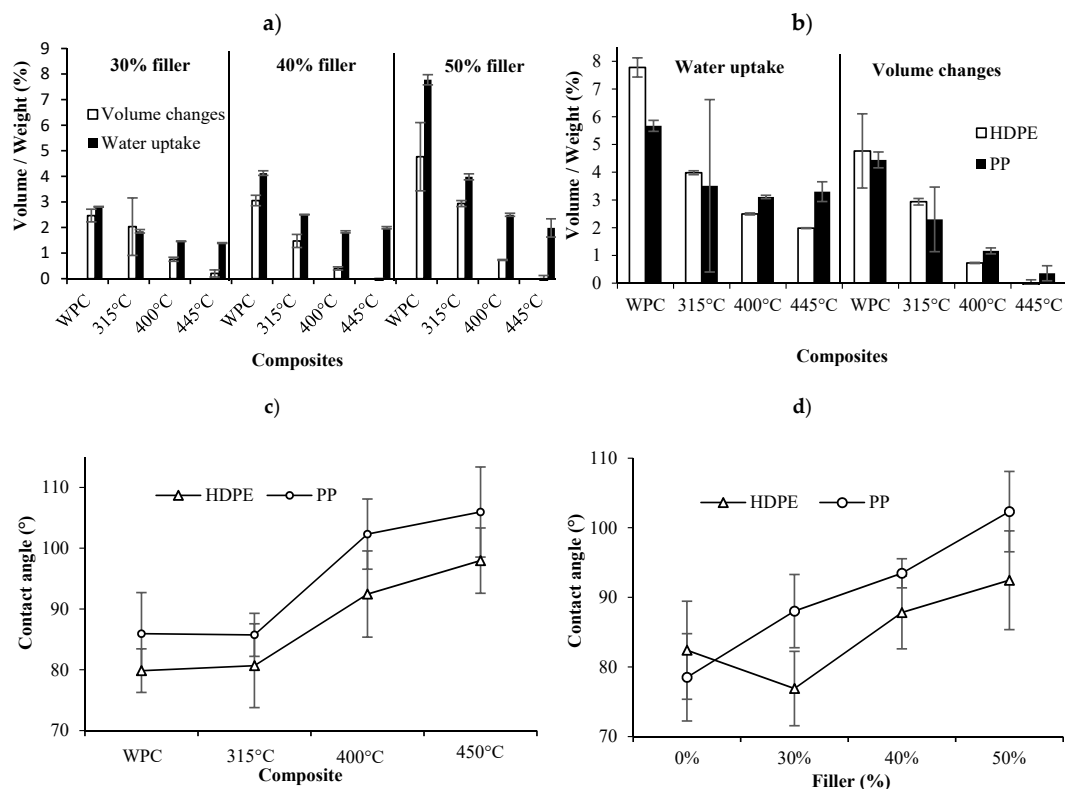 a)
9
8
7
6
5
4
3
2
1
0
Volume / Weight (%)
30% filler 40% filler 50% filler
Volume changes
Water uptake
WPC 315°C 400°C 445°C WPC 315°C 400°C 445°C WPC 315°C 400°C 445°C
Composites
b)
8
7
6
5
4
3
2
1
0
Volume / Weight (%)
Water uptake Volume changes
HDPE
PP
WPC 315°C 400°C 445°C WPC 315°C 400°C 445°C
Composites
c)
110
100
90
80
70
Contact angle (°)
HDPE PP
WPC 315°C 400°C 450°C
Composite
d)
110
100
90
80
70
Contact angle (°)
HDPE PP
0% 30% 40% 50%
Filler (%)